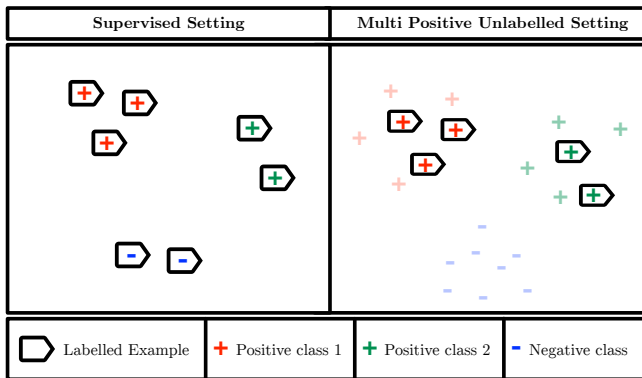 Supervised Setting
Multi Positive Unlabelled Setting
Labelled Example
Positive class 1
Positive class 2
Negative class